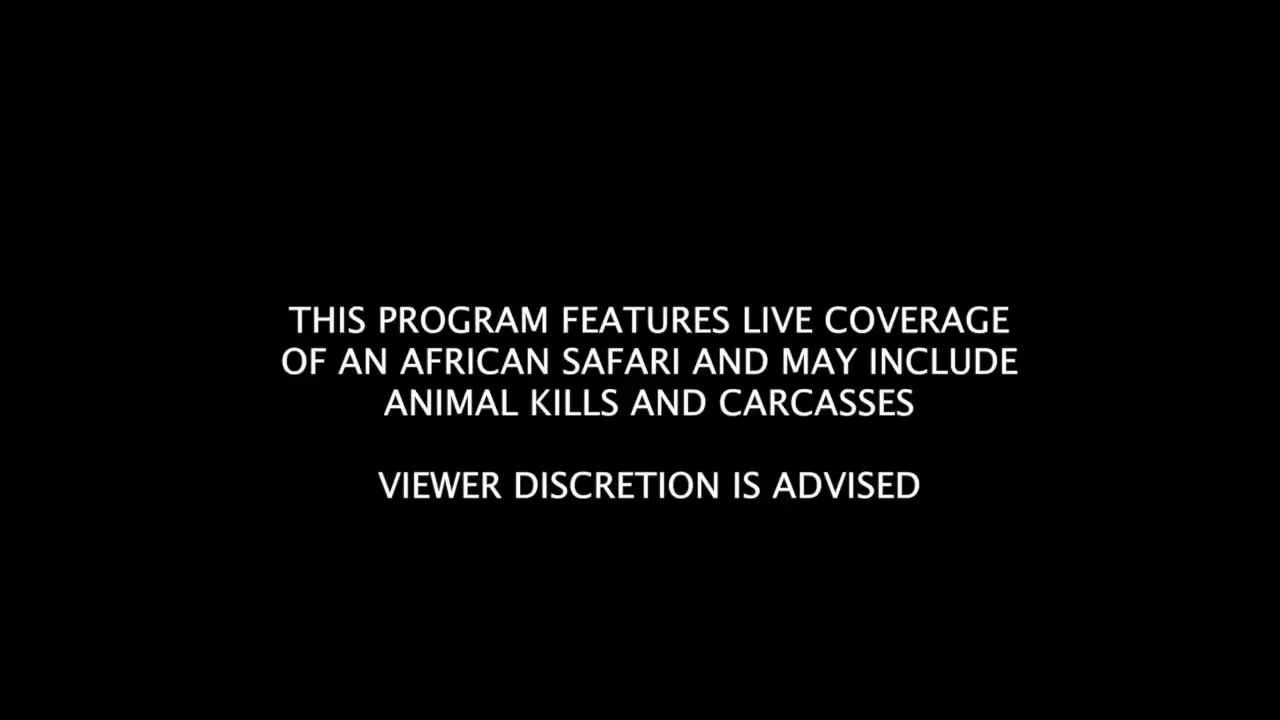 THIS PROGRAM FEATURES LIVE COVERAGE
OF AN AFRICAN SAFARI AND MAY INCLUDE
ANIMAL KILLS AND CARCASSES
VIEWER DISCRETION IS ADVISED